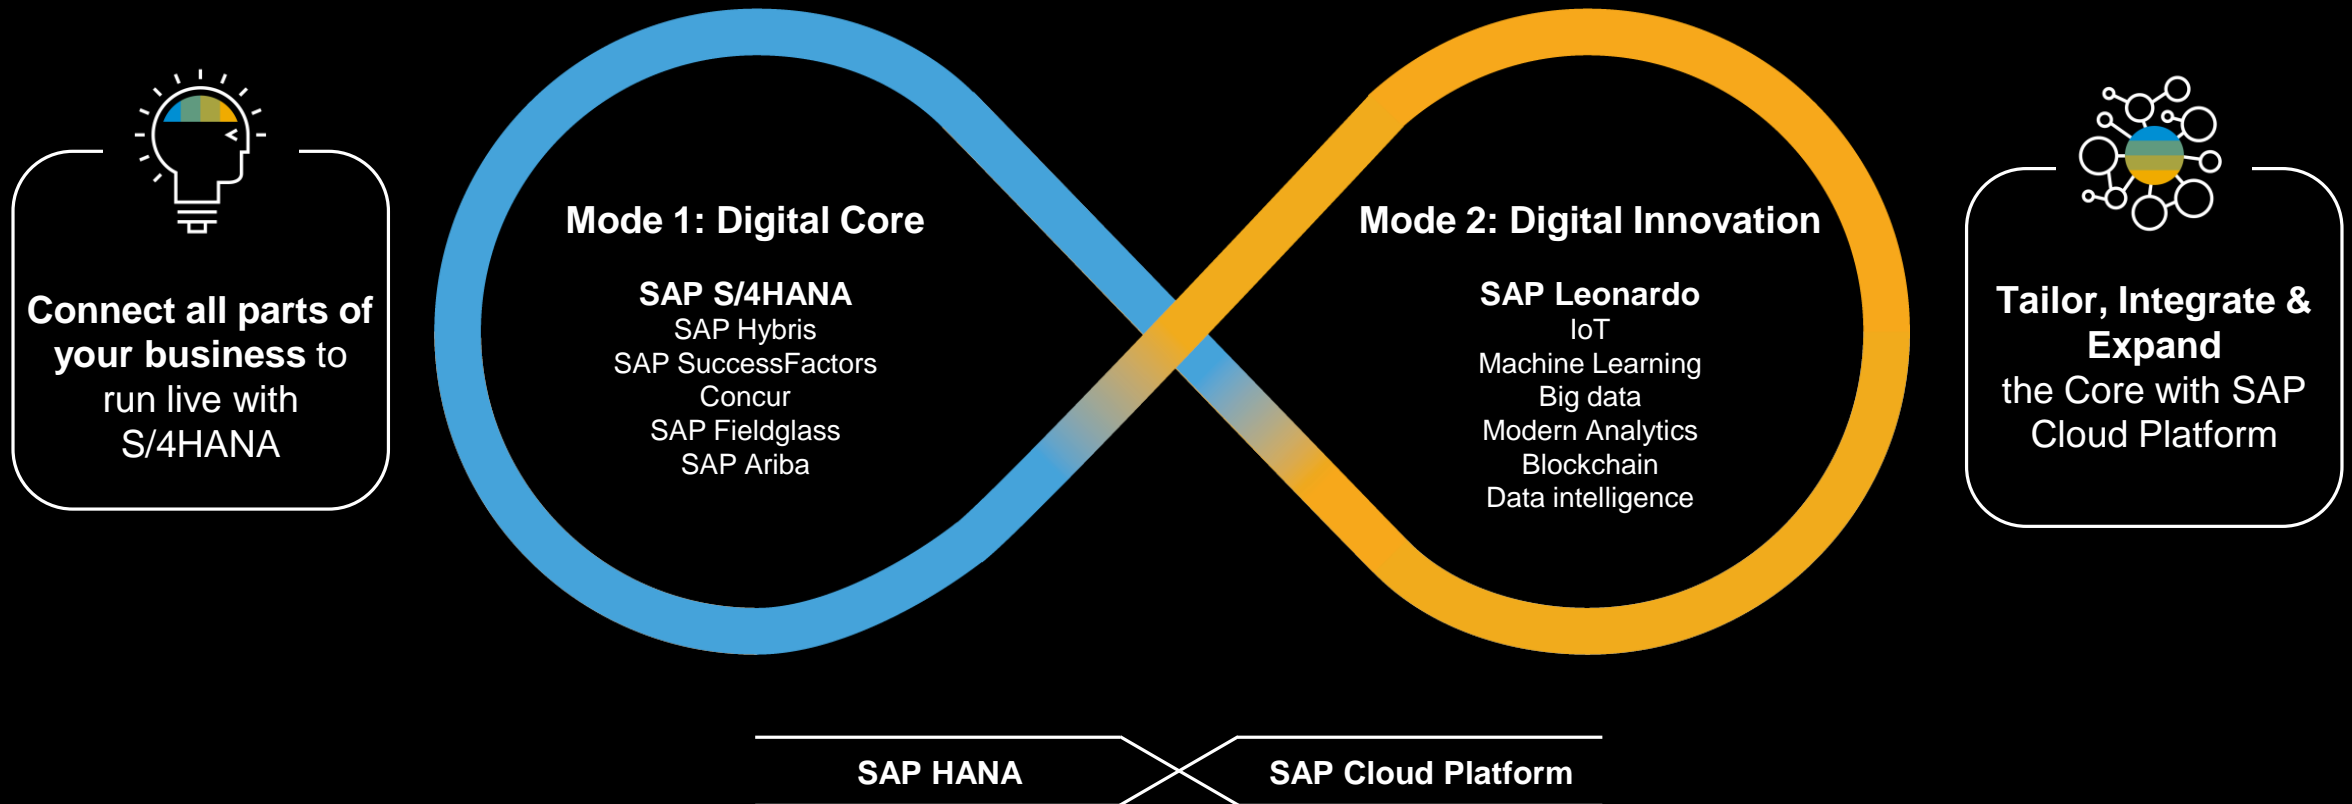 Connect all parts of
your business to
run live with
S/4HANA
Mode 1: Digital Core
SAP S/4HANA
SAP Hybris
SAP SuccessFactors
Concur
SAP Fieldglass
SAP Ariba
Mode 2: Digital Innovation
SAP Leonardo
IoT
Machine Learning
Big data
Modern Analytics
Blockchain
Data intelligence
Tailor, Integrate &
Expand
the Core with SAP
Cloud Platform
SAP HANA
SAP Cloud Platform